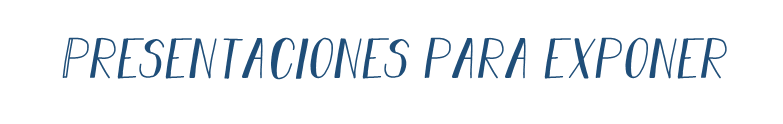 PRESENTACIONES PARA EXPONER